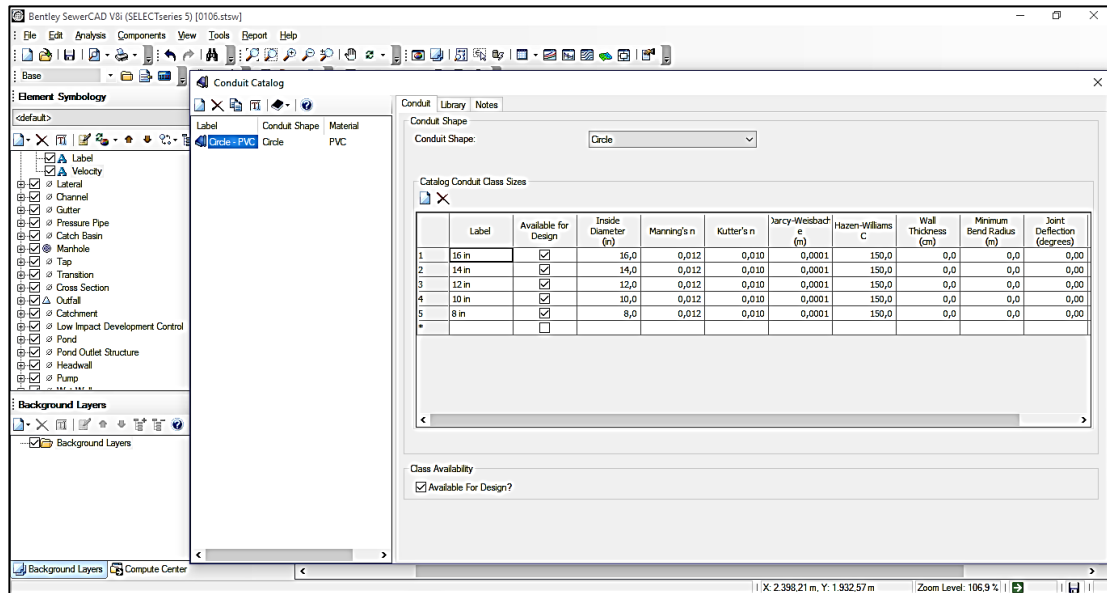 Bentley SewerCAD V8i (SELECTseries 5) [0106.stsw]
File Edit Analysis Components View Tools Report Help
Base
Element Symbology
<default>
Label
Velocity
Lateral
Channel
Gutter
Pressure Pipe
Catch Basin
Manhole
Tap
Transition
Cross Section
Outfall
Catchment
Low Impact Development Control
Pond
Pond Outlet Structure
Headwall
Pump
Background Layers
Background Layers
Background Layers Compute Center
Conduit Catalog
Label Conduit Shape Material
Circle - PVC Circle PVC
Conduit Library Notes
Conduit Shape
Conduit Shape: Circle
Catalog Conduit Class Sizes
Label Available for Design Inside Diameter (in) Manning's n Kutter's n Darcy-Weisbach e (m) Hazen-Williams C Wall Thickness (cm) Minimum Bend Radius (m) Joint Deflection (degrees)
1 16 in 16,0 0,012 0,010 0,0001 150,0 0,0 0,0 0,00
2 14 in 14,0 0,012 0,010 0,0001 150,0 0,0 0,0 0,00
3 12 in 12,0 0,012 0,010 0,0001 150,0 0,0 0,0 0,00
4 10 in 10,0 0,012 0,010 0,0001 150,0 0,0 0,0 0,00
5 8 in 8,0 0,012 0,010 0,0001 150,0 0,0 0,0 0,00
*
Class Availability
Available For Design?
X: 2.398,21 m, Y: 1.932,57 m Zoom Level: 106,9 %